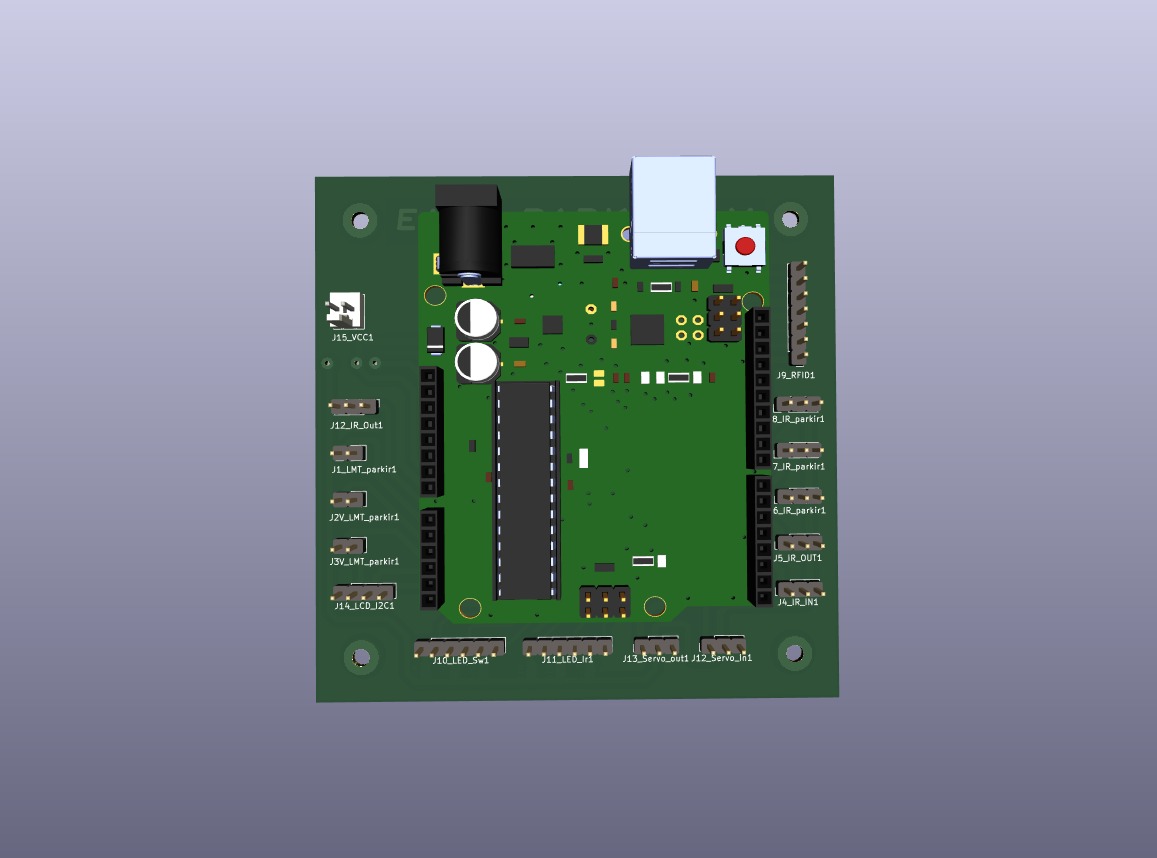 J15_VCC1
J9_RFID1
J12_IR_Out1
8_IR_parkir1
J1_LMT_parkir1
7_IR_parkir1
J2V_LMT_parkir1
6_IR_parkir1
J3V_LMT_parkir1
J5_IR_OUT1
J14_LCD_I2C1
J4_IR_IN1
J10_LED_Sw1
J11_LED_Ir1
J13_Servo_out1
J12_Servo_In1